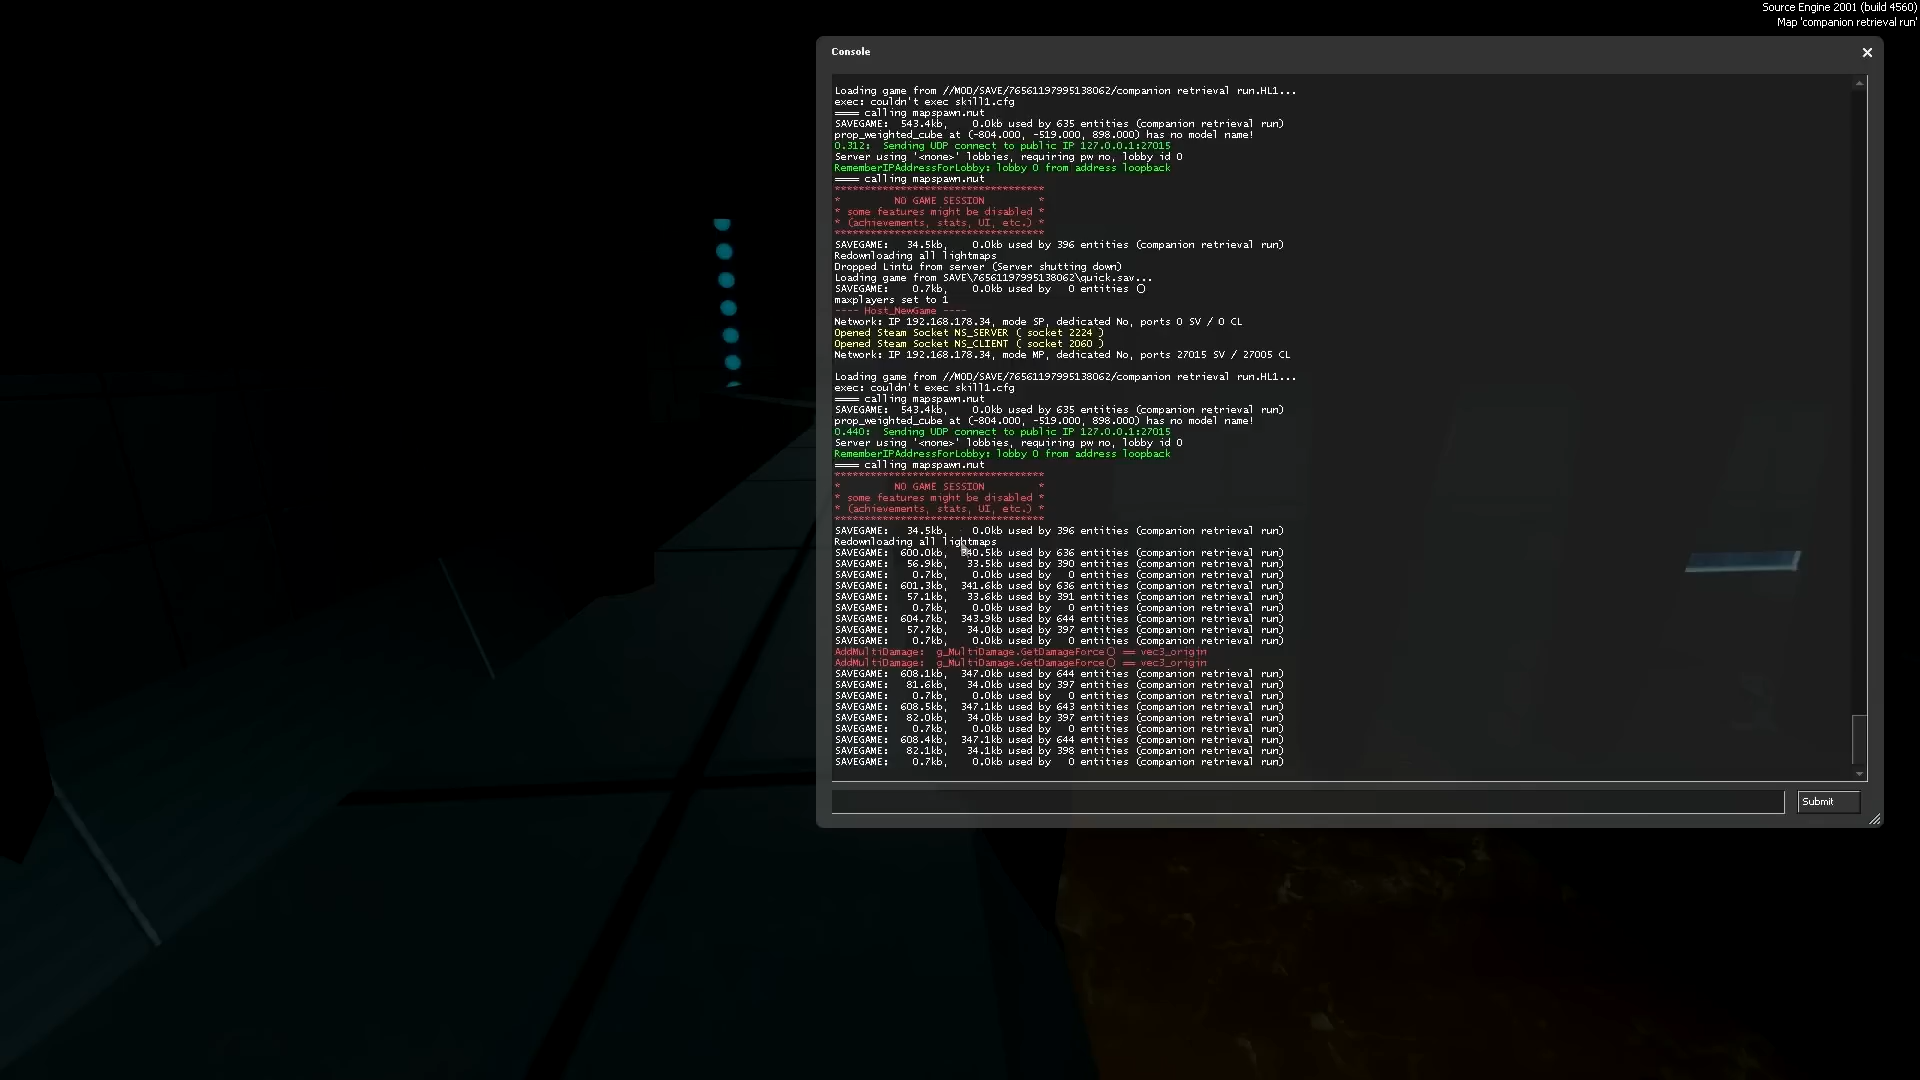 Source Engine 2001 (build 4560)
Map 'companion retrieval run'
Console
Loading game from //MOD/SAVE/76561197995138062/companion retrieval run.HL1...
exec: couldn't exec skill1.cfg
==== calling mapspawn.nut
SAVEGAME:  543.4kb,    0.0kb used by 635 entities (companion retrieval run)
prop_weighted_cube at (-804.000, -519.000, 898.000) has no model name!
0.312:  Sending UDP connect to public IP 127.0.0.1:27015
Server using '<none>' lobbies, requiring pw no, lobby id 0
RememberIPAddressForLobby: lobby 0 from address loopback
==== calling mapspawn.nut
***********************************
*         NO GAME SESSION         *
* some features might be disabled *
* (achievements, stats, UI, etc.) *
***********************************
SAVEGAME:   34.5kb,    0.0kb used by 396 entities (companion retrieval run)
Redownloading all lightmaps
Dropped Lintu from server (Server shutting down)
Loading game from SAVE\76561197995138062\quick.sav...
SAVEGAME:    0.7kb,    0.0kb used by   0 entities ()
maxplayers set to 1
---- Host_NewGame ----
Network: IP 192.168.178.34, mode SP, dedicated No, ports 0 SV / 0 CL
Opened Steam Socket NS_SERVER ( socket 2224 )
Opened Steam Socket NS_CLIENT ( socket 2060 )
Network: IP 192.168.178.34, mode MP, dedicated No, ports 27015 SV / 27005 CL
Loading game from //MOD/SAVE/76561197995138062/companion retrieval run.HL1...
exec: couldn't exec skill1.cfg
==== calling mapspawn.nut
SAVEGAME:  543.4kb,    0.0kb used by 635 entities (companion retrieval run)
prop_weighted_cube at (-804.000, -519.000, 898.000) has no model name!
0.440:  Sending UDP connect to public IP 127.0.0.1:27015
Server using '<none>' lobbies, requiring pw no, lobby id 0
RememberIPAddressForLobby: lobby 0 from address loopback
==== calling mapspawn.nut
***********************************
*         NO GAME SESSION         *
* some features might be disabled *
* (achievements, stats, UI, etc.) *
***********************************
SAVEGAME:   34.5kb,    0.0kb used by 396 entities (companion retrieval run)
Redownloading all lightmaps
SAVEGAME:  600.0kb,  340.5kb used by 636 entities (companion retrieval run)
SAVEGAME:   56.9kb,   33.5kb used by 390 entities (companion retrieval run)
SAVEGAME:    0.7kb,    0.0kb used by   0 entities (companion retrieval run)
SAVEGAME:  601.3kb,  341.6kb used by 636 entities (companion retrieval run)
SAVEGAME:   57.1kb,   33.6kb used by 391 entities (companion retrieval run)
SAVEGAME:    0.7kb,    0.0kb used by   0 entities (companion retrieval run)
SAVEGAME:  604.7kb,  343.9kb used by 644 entities (companion retrieval run)
SAVEGAME:   57.7kb,   34.0kb used by 397 entities (companion retrieval run)
SAVEGAME:    0.7kb,    0.0kb used by   0 entities (companion retrieval run)
AddMultiDamage:  g_MultiDamage.GetDamageForce() == vec3_origin
AddMultiDamage:  g_MultiDamage.GetDamageForce() == vec3_origin
SAVEGAME:  608.1kb,  347.0kb used by 644 entities (companion retrieval run)
SAVEGAME:   81.6kb,   34.0kb used by 397 entities (companion retrieval run)
SAVEGAME:    0.7kb,    0.0kb used by   0 entities (companion retrieval run)
SAVEGAME:  608.5kb,  347.1kb used by 643 entities (companion retrieval run)
SAVEGAME:   82.0kb,   34.0kb used by 397 entities (companion retrieval run)
SAVEGAME:    0.7kb,    0.0kb used by   0 entities (companion retrieval run)
SAVEGAME:  608.4kb,  347.1kb used by 644 entities (companion retrieval run)
SAVEGAME:   82.1kb,   34.1kb used by 398 entities (companion retrieval run)
SAVEGAME:    0.7kb,    0.0kb used by   0 entities (companion retrieval run)
Submit